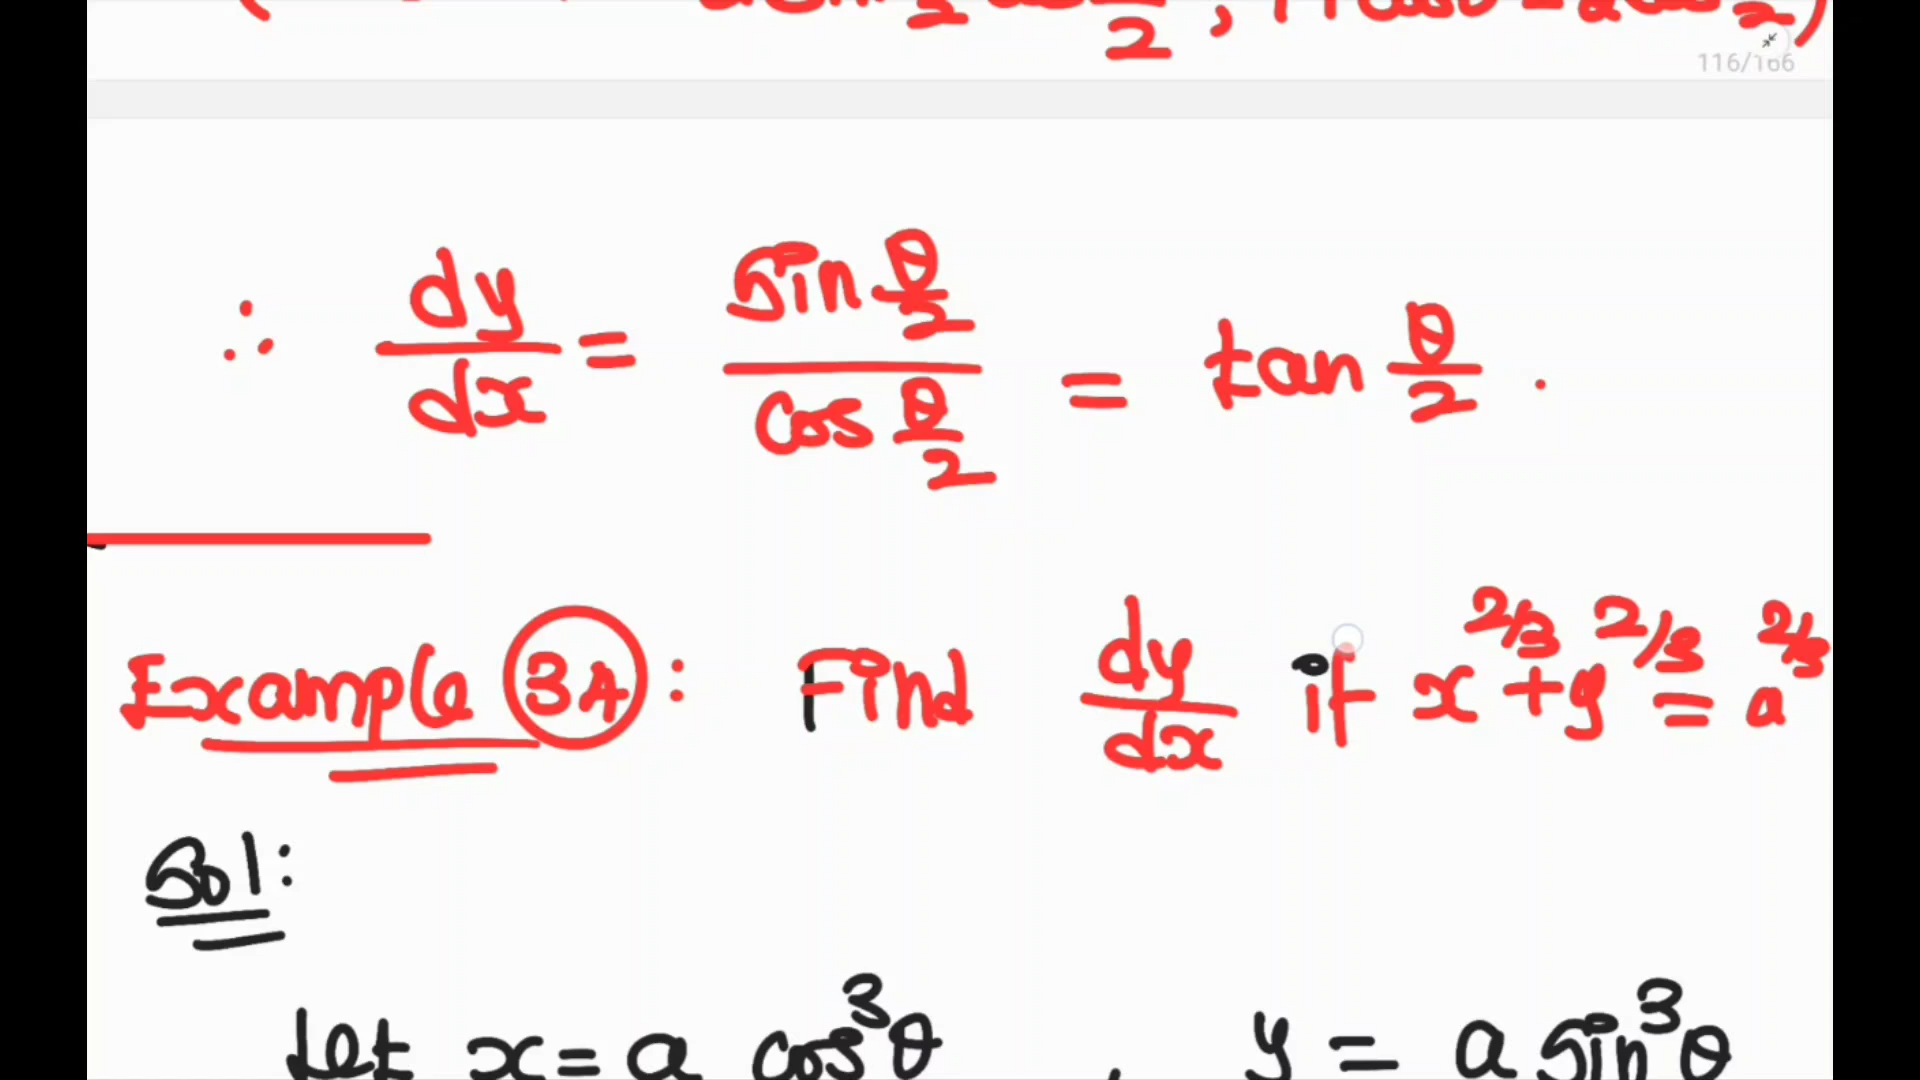 116/166
∴ dy/dx = sin θ/2 / cos θ/2 = tan θ/2 .
Example 34 : Find dy/dx if x^2/3 + y^2/3 = a^2/3
Sol:
Let x = a cos³θ , y = a sin³θ